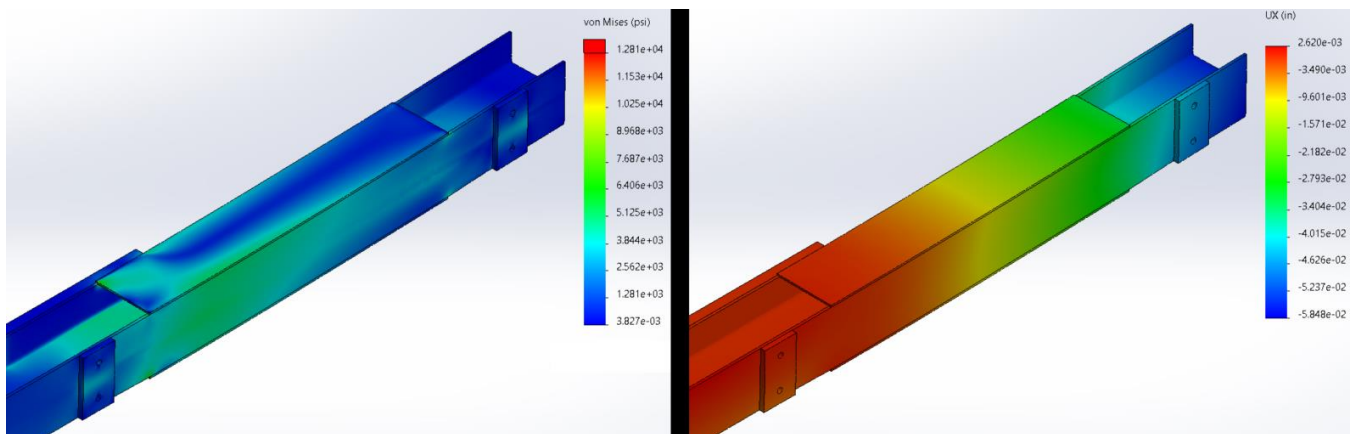 von Mises (psi)
1.281e+04
1.153e+04
1.025e+04
8.968e+03
7.687e+03
6.406e+03
5.125e+03
3.844e+03
2.562e+03
1.281e+03
3.827e-03
UX (in)
2.620e-03
-3.490e-03
-9.601e-03
-1.571e-02
-2.182e-02
-2.793e-02
-3.404e-02
-4.015e-02
-4.626e-02
-5.237e-02
-5.848e-02